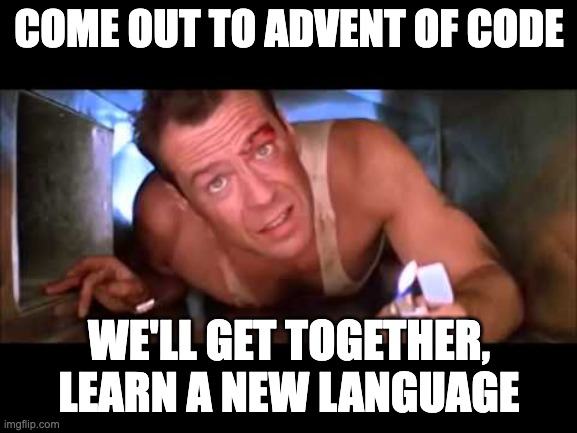 COME OUT TO ADVENT OF CODE
WE'LL GET TOGETHER,
LEARN A NEW LANGUAGE
imgflip.com